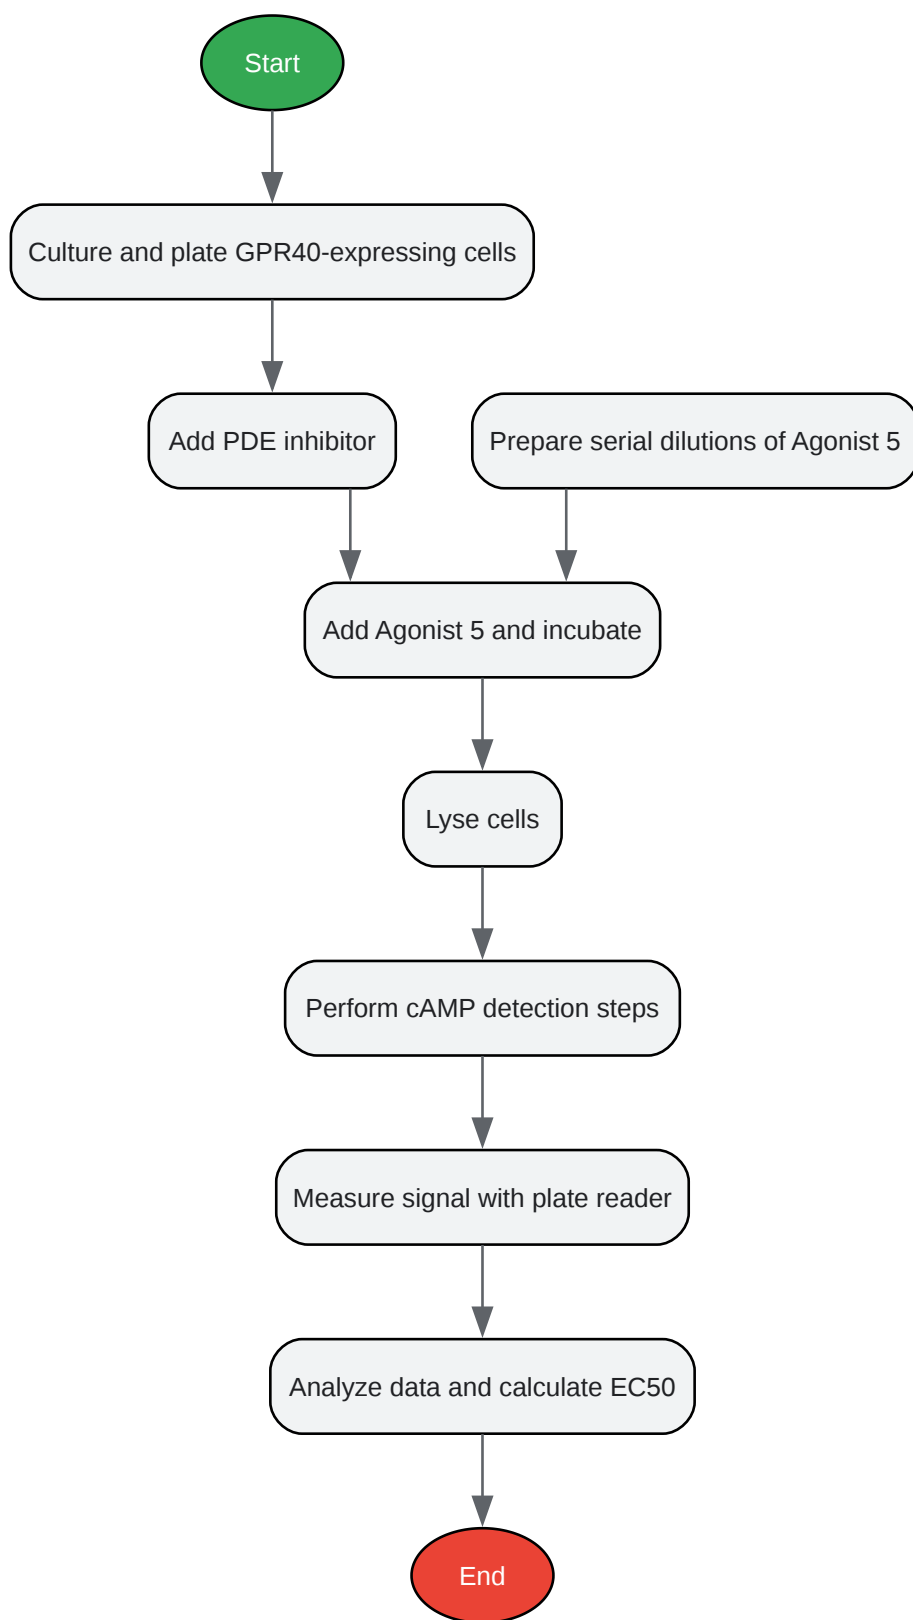 Start
Culture and plate GPR40-expressing cells
Add PDE inhibitor
Prepare serial dilutions of Agonist 5
Add Agonist 5 and incubate
Lyse cells
Perform cAMP detection steps
Measure signal with plate reader
Analyze data and calculate EC50
End